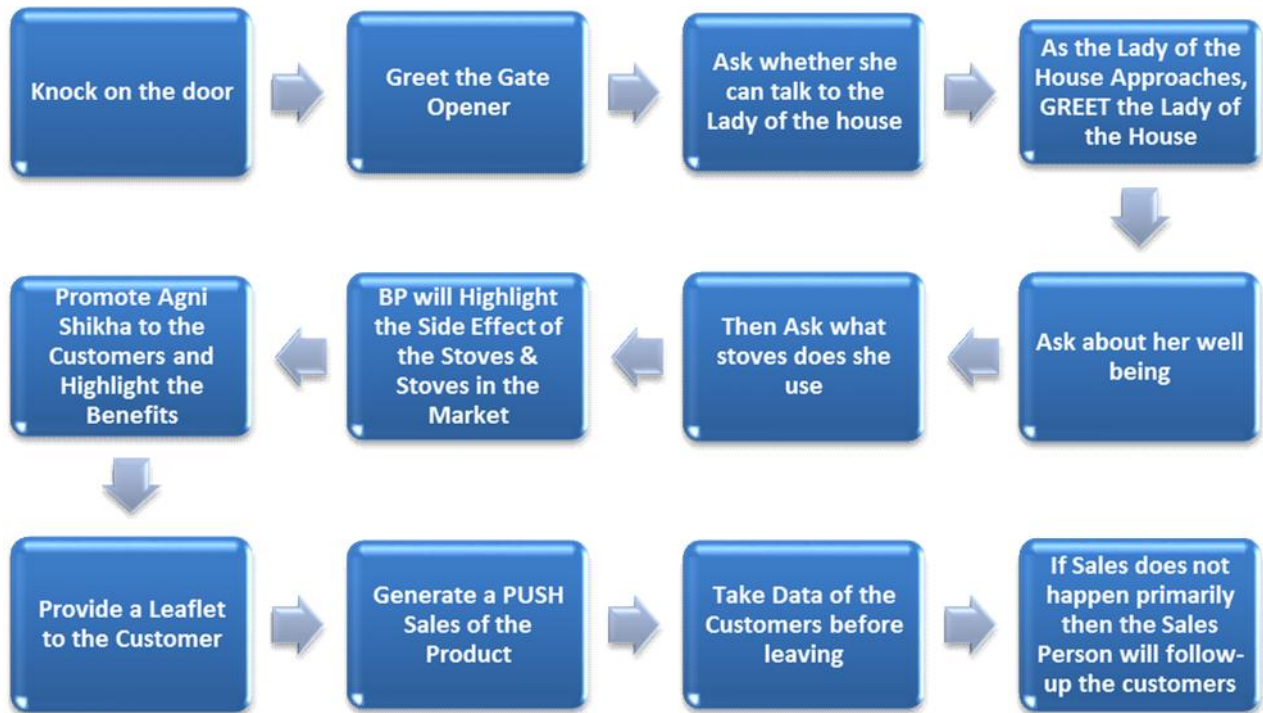 Knock on the door
Greet the Gate
Opener
Ask whether she
can talk to the
Lady of the house
As the Lady of the
House Approaches,
GREET the Lady of
the House
Ask about her well
being
Then Ask what
stoves does she
use
BP will Highlight
the Side Effect of
the Stoves &
Stoves in the
Market
Promote Agni
Shikha to the
Customers and
Highlight the
Benefits
Provide a Leaflet
to the Customer
Generate a PUSH
Sales of the
Product
Take Data of the
Customers before
leaving
If Sales does not
happen primarily
then the Sales
Person will follow-
up the customers